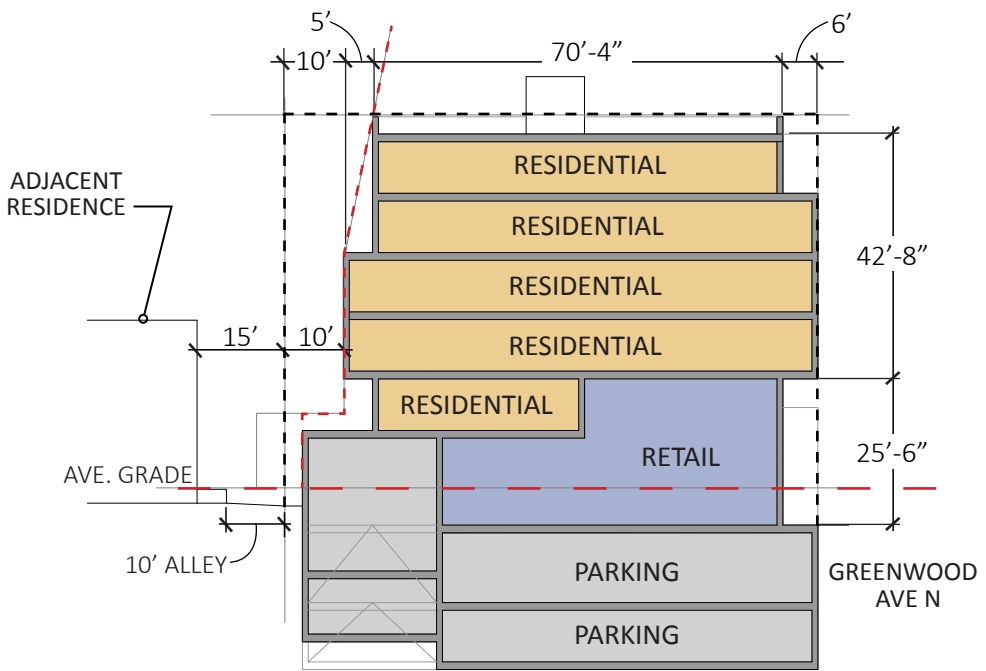 5’
6’
10’
70’-4”
RESIDENTIAL
ADJACENT
RESIDENCE
RESIDENTIAL
42’-8”
RESIDENTIAL
15’
10’
RESIDENTIAL
RESIDENTIAL
RETAIL
25’-6”
AVE. GRADE
10’ ALLEY
PARKING
GREENWOOD
AVE N
PARKING